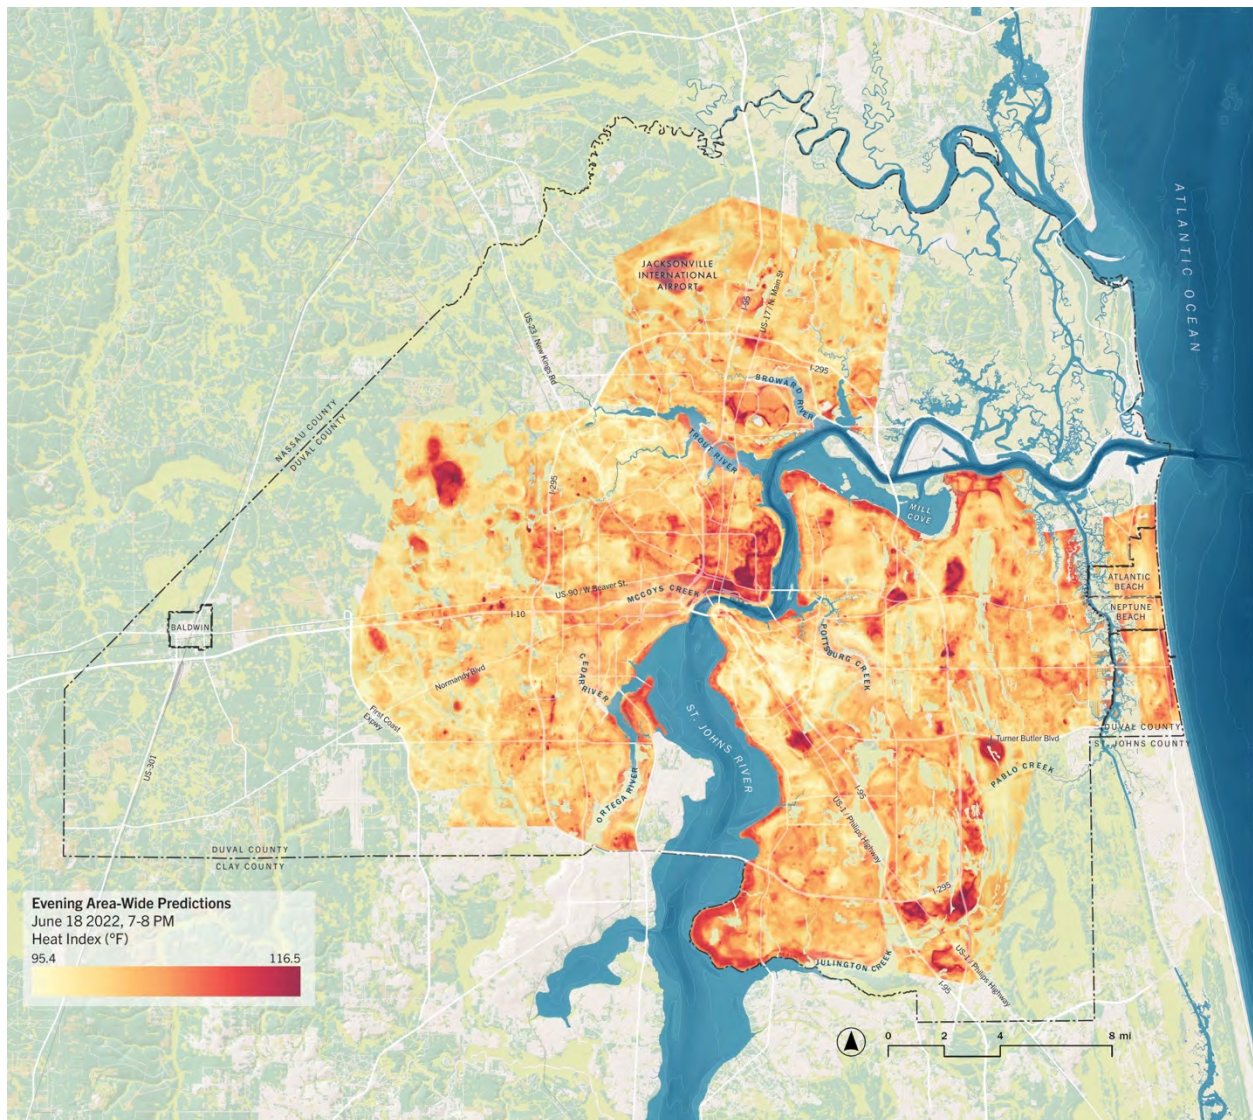 ATLANTIC OCEAN
JACKSONVILLE
INTERNATIONAL
AIRPORT
I-95
US-17 / N. Main St
US-23 / New Kings Rd
I-295
BROWARD
RIVER
NASSAU COUNTY
DUVAL COUNTY
TROUT RIVER
I-295
MILL
COVE
ATLANTIC
BEACH
NEPTUNE
BEACH
US-90 / W. Beaver St.
MCCOYS CREEK
I-10
BALDWIN
POTTSBURG CREEK
CEDAR RIVER
Normandy Blvd
First Coast
Expwy
ST. JOHNS RIVER
DUVAL COUNTY
ST. JOHNS COUNTY
J. Turner Butler Blvd
PABLO CREEK
US-301
ORTEGA RIVER
I-95
US-1 / Philips Highway
DUVAL COUNTY
CLAY COUNTY
I-295
JULINGTON CREEK
I-95
US-1 / Philips Highway
Evening Area-Wide Predictions
June 18 2022, 7-8 PM
Heat Index (°F)
95.4 116.5
0 2 4 8 mi